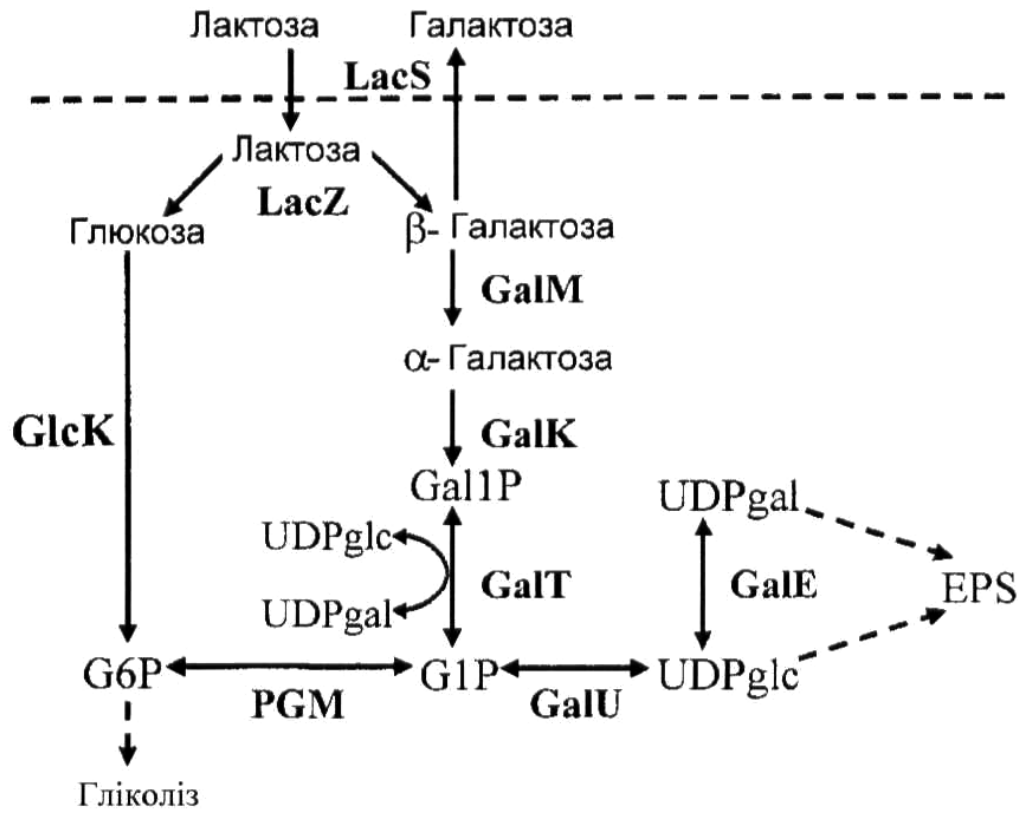 Лактоза
Галактоза
LacS
Лактоза
LacZ
Глюкоза
β- Галактоза
GalM
α- Галактоза
GlcK
GalK
Gal1P
UDPgal
UDPglc
GalT
GalE
EPS
UDPgal
G6P
G1P
UDPglc
PGM
GalU
Гліколіз